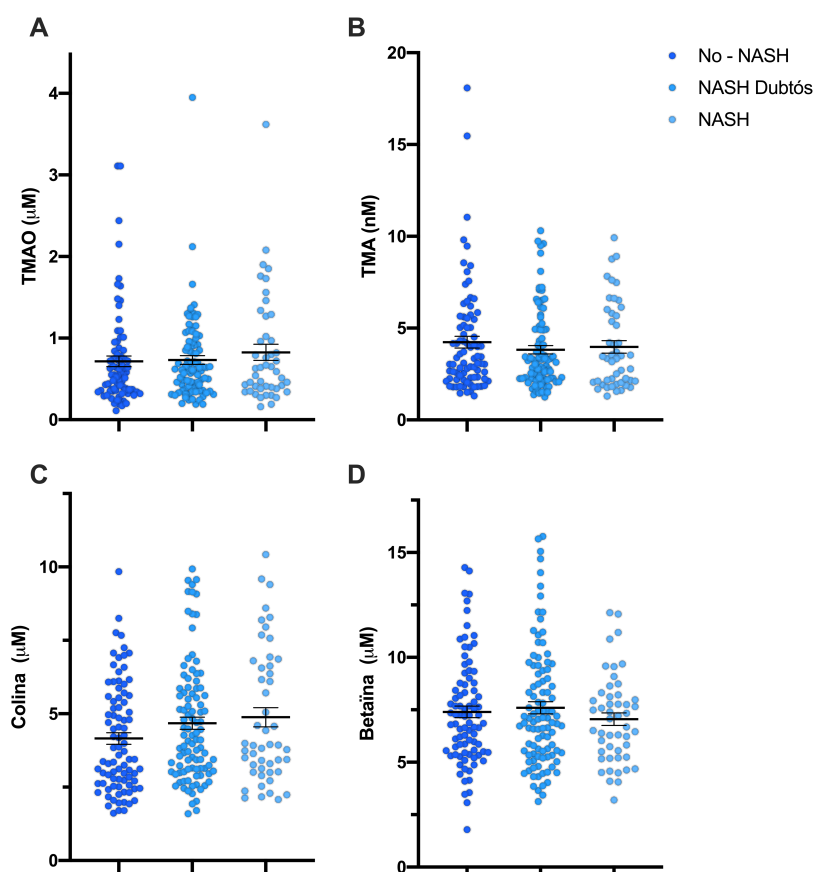 A
TMAO (μM)
4
3
2
1
0
B
TMA (nM)
20
15
10
5
0
No - NASH
NASH Dubtós
NASH
C
Colina (μM)
10
5
0
D
Betaïna (μM)
15
10
5
0